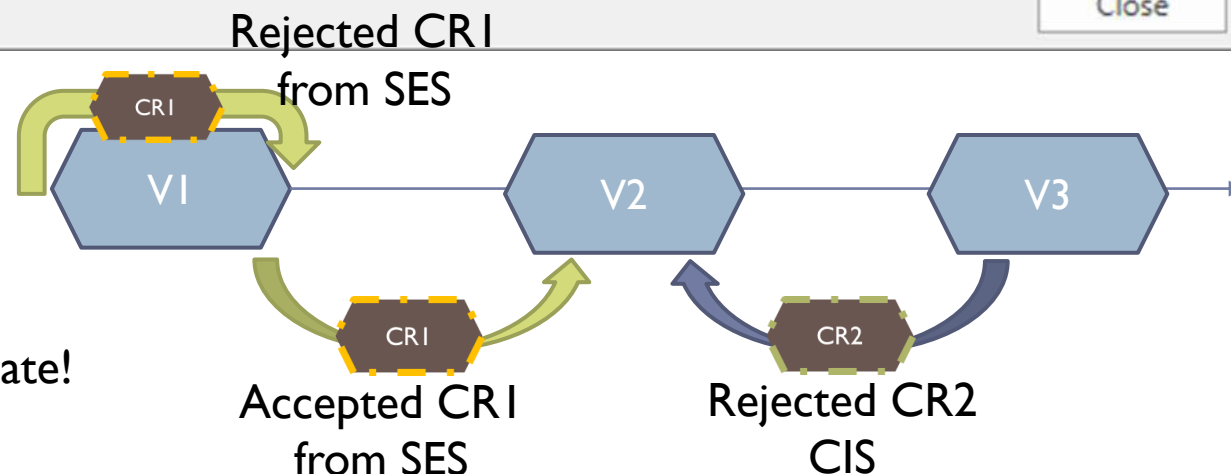 Close
Rejected CR1
from SES
CR1
V1
V2
V3
CR1
CR2
ate!
Accepted CR1
from SES
Rejected CR2
CIS